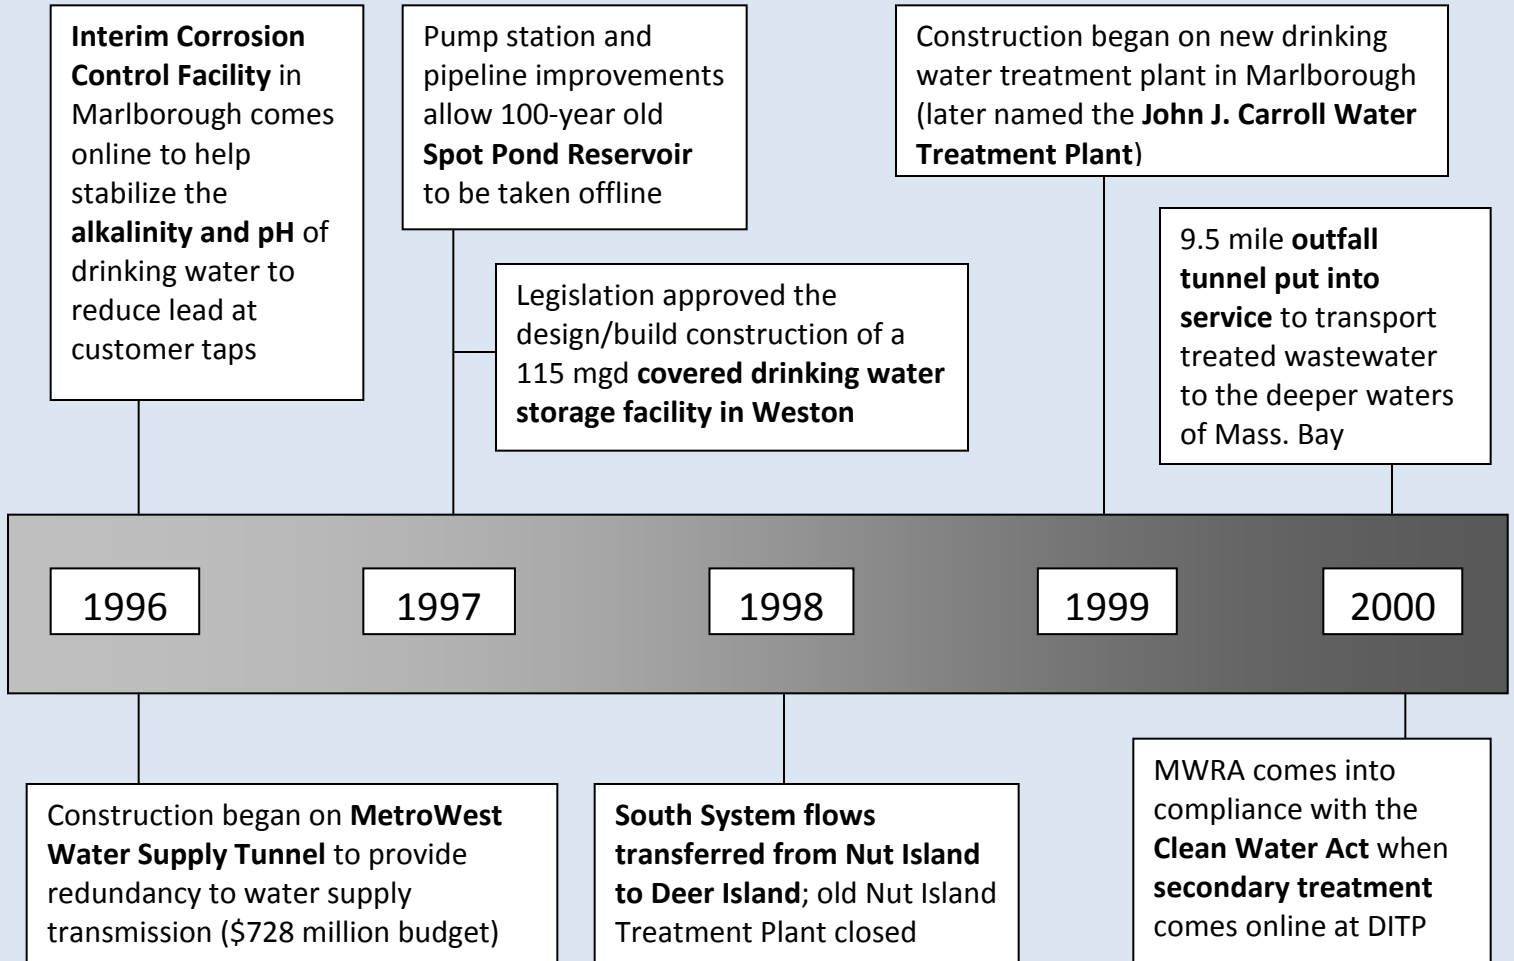 Interim Corrosion
Control Facility in
Marlborough comes
online to help
stabilize the
alkalinity and pH of
drinking water to
reduce lead at
customer taps
Pump station and
pipeline improvements
allow 100-year old
Spot Pond Reservoir
to be taken offline
Legislation approved the
design/build construction of a
115 mgd covered drinking water
storage facility in Weston
Construction began on new drinking
water treatment plant in Marlborough
(later named the John J. Carroll Water
Treatment Plant)
9.5 mile outfall
tunnel put into
service to transport
treated wastewater
to the deeper waters
of Mass. Bay
1996
1997
1998
1999
2000
Construction began on MetroWest
Water Supply Tunnel to provide
redundancy to water supply
transmission ($728 million budget)
South System flows
transferred from Nut Island
to Deer Island; old Nut Island
Treatment Plant closed
MWRA comes into
compliance with the
Clean Water Act when
secondary treatment
comes online at DITP